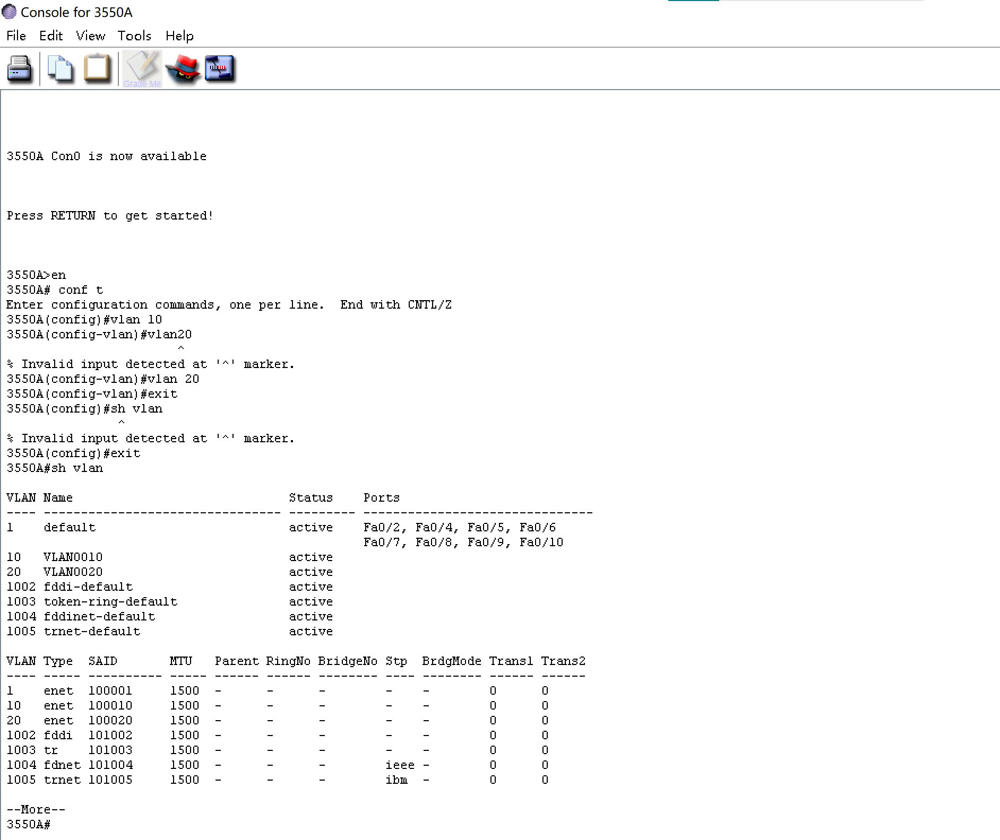 Console for 3550A
File Edit View Tools Help
Grade Me
3550A Con0 is now available
Press RETURN to get started!
3550A>en
3550A# conf t
Enter configuration commands, one per line.  End with CNTL/Z
3550A(config)#vlan 10
3550A(config-vlan)#vlan20
                       ^
% Invalid input detected at '^' marker.
3550A(config-vlan)#vlan 20
3550A(config-vlan)#exit
3550A(config)#sh vlan
               ^
% Invalid input detected at '^' marker.
3550A(config)#exit
3550A#sh vlan
VLAN Name                             Status    Ports
---- -------------------------------- --------- -------------------------------
1    default                          active    Fa0/2, Fa0/4, Fa0/5, Fa0/6
                                                Fa0/7, Fa0/8, Fa0/9, Fa0/10
10   VLAN0010                         active
20   VLAN0020                         active
1002 fddi-default                     active
1003 token-ring-default               active
1004 fddinet-default                  active
1005 trnet-default                    active
VLAN Type  SAID       MTU   Parent RingNo BridgeNo Stp  BrdgMode Trans1 Trans2
---- ----- ---------- ----- ------ ------ -------- ---- -------- ------ ------
1    enet  100001     1500  -      -      -        -    -        0      0
10   enet  100010     1500  -      -      -        -    -        0      0
20   enet  100020     1500  -      -      -        -    -        0      0
1002 fddi  101002     1500  -      -      -        -    -        0      0
1003 tr    101003     1500  -      -      -        -    -        0      0
1004 fdnet 101004     1500  -      -      -        ieee -        0      0
1005 trnet 101005     1500  -      -      -        ibm  -        0      0
--More--
3550A#